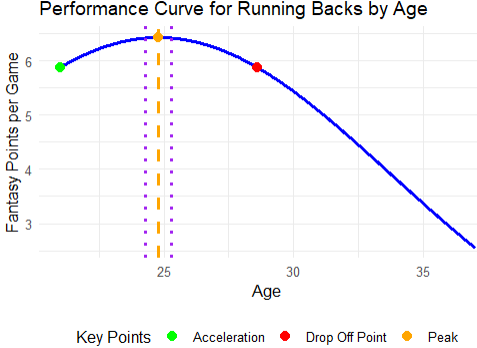 Performance Curve for Running Backs by Age
Fantasy Points per Game
6
5
4
3
25 30 35
Age
Key Points Acceleration Drop Off Point Peak